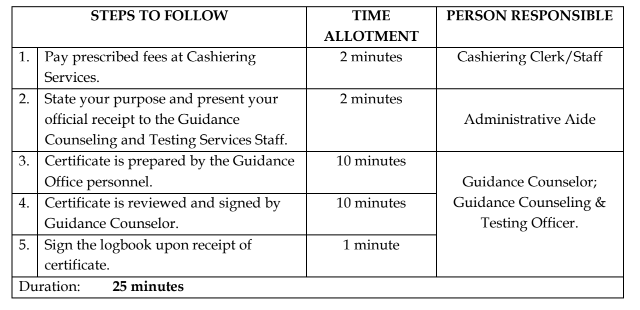 STEPS TO FOLLOW
TIME
ALLOTMENT
PERSON RESPONSIBLE
1. Pay prescribed fees at Cashiering
Services.
2 minutes
Cashiering Clerk/Staff
2. State your purpose and present your
official receipt to the Guidance
Counseling and Testing Services Staff.
2 minutes
Administrative Aide
3. Certificate is prepared by the Guidance
Office personnel.
10 minutes
Guidance Counselor;
Guidance Counseling &
Testing Officer.
4. Certificate is reviewed and signed by
Guidance Counselor.
10 minutes
5. Sign the logbook upon receipt of
certificate.
1 minute
Duration: 25 minutes